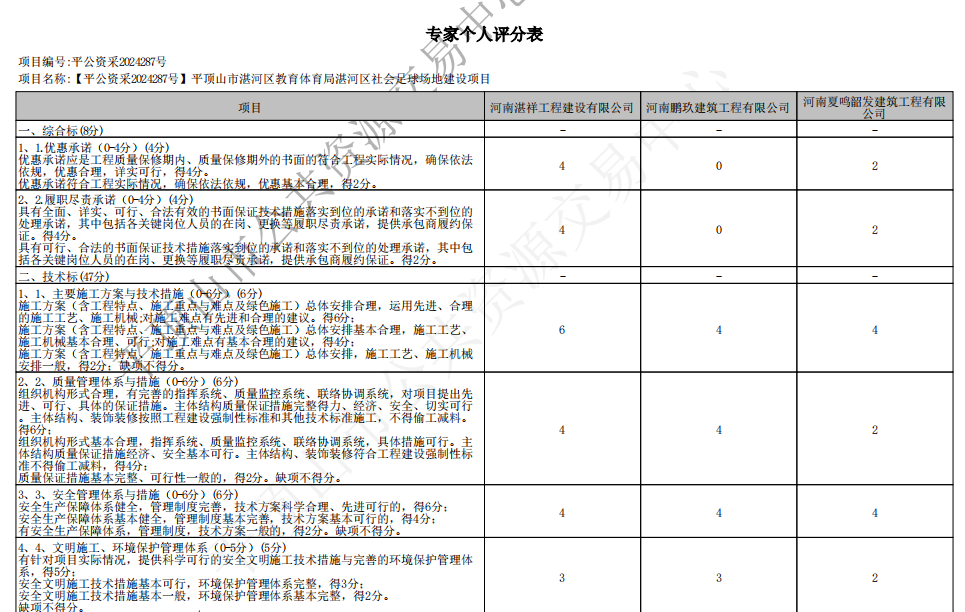 专家个人评分表
项目编号:平公资采2024287号
项目名称:【平公资采2024287号】平顶山市湛河区教育体育局湛河区社会足球场地建设项目
项目 河南湛祥工程建设有限公司 河南鹏玖建筑工程有限公司 河南夏鸣韶发建筑工程有限
公司
一、综合标(8分) - - -
1、1.优惠承诺（0-4分）(4分)
优惠承诺应是工程质量保修期内、质量保修期外的书面的符合工程实际情况，确保依法
依规，优惠合理，详实可行，得4分。
优惠承诺符合工程实际情况，确保依法依规，优惠基本合理，得2分。
4 0 2
2、2.履职尽责承诺（0-4分）(4分)
具有全面、详实、可行、合法有效的书面保证技术措施落实到位的承诺和落实不到位的
处理承诺，其中包括各关键岗位人员的在岗、更换等履职尽责承诺，提供承包商履约保
证。得4分。
具有可行、合法的书面保证技术措施落实到位的承诺和落实不到位的处理承诺，其中包
括各关键岗位人员的在岗、更换等履职尽责承诺，提供承包商履约保证。得2分。
4 0 2
二、技术标(47分) - - -
1、1、主要施工方案与技术措施（0-6分）(6分)
施工方案（含工程特点、施工重点与难点及绿色施工）总体安排合理，运用先进、合理
的施工工艺、施工机械;对施工难点有先进和合理的建议。得6分;
施工方案（含工程特点、施工重点与难点及绿色施工）总体安排基本合理，施工工艺、
施工机械基本合理、可行;对施工难点有基本合理的建议，得4分;
施工方案（含工程特点、施工重点与难点及绿色施工）总体安排，施工工艺、施工机械
安排一般，得2分；缺项不得分。
6 4 4
2、2、质量管理体系与措施（0-6分）(6分)
组织机构形式合理，有完善的指挥系统、质量监控系统、联络协调系统，对项目提出先
进、可行、具体的保证措施。主体结构质量保证措施完整得力、经济、安全、切实可行
。主体结构、装饰装修按照工程建设强制性标准和其他技术标准施工，不得偷工减料。
得6分;
组织机构形式基本合理，指挥系统、质量监控系统、联络协调系统，具体措施可行。主
体结构质量保证措施经济、安全基本可行。主体结构、装饰装修符合工程建设强制性标
准不得偷工减料，得4分;
质量保证措施基本完整、可行性一般的，得2分。缺项不得分。
4 4 2
3、3、安全管理体系与措施（0-6分）(6分)
安全生产保障体系健全，管理制度完善，技术方案科学合理、先进可行的，得6分;
安全生产保障体系基本健全，管理制度基本完善，技术方案基本可行的，得4分;
有安全生产保障体系，管理制度，技术方案一般的，得2分。缺项不得分。
4 4 4
4、4、文明施工、环境保护管理体系（0-5分）(5分)
有针对项目实际情况，提供科学可行的安全文明施工技术措施与完善的环境保护管理体
系，得5分;
安全文明施工技术措施基本可行，环境保护管理体系完整，得3分;
安全文明施工技术措施基本一般，环境保护管理体系基本完整，得2分。
缺项不得分。
3 3 2
平顶山市公共资源交易中心